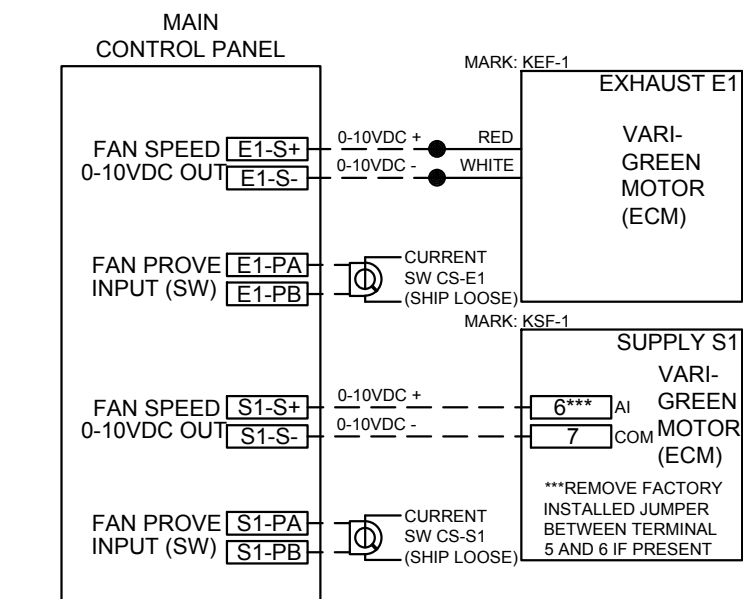 MAIN
CONTROL PANEL
MARK: KEF-1
EXHAUST E1
VARI-
GREEN
MOTOR
(ECM)
FAN SPEED
0-10VDC OUT
E1-S+
E1-S-
0-10VDC +
0-10VDC -
RED
WHITE
FAN PROVE
INPUT (SW)
E1-PA
E1-PB
CURRENT
SW CS-E1
(SHIP LOOSE)
MARK: KSF-1
SUPPLY S1
VARI-
GREEN
MOTOR
(ECM)
FAN SPEED
0-10VDC OUT
S1-S+
S1-S-
0-10VDC +
0-10VDC -
6***
AI
7
COM
***REMOVE FACTORY
INSTALLED JUMPER
BETWEEN TERMINAL
5 AND 6 IF PRESENT
FAN PROVE
INPUT (SW)
S1-PA
S1-PB
CURRENT
SW CS-S1
(SHIP LOOSE)